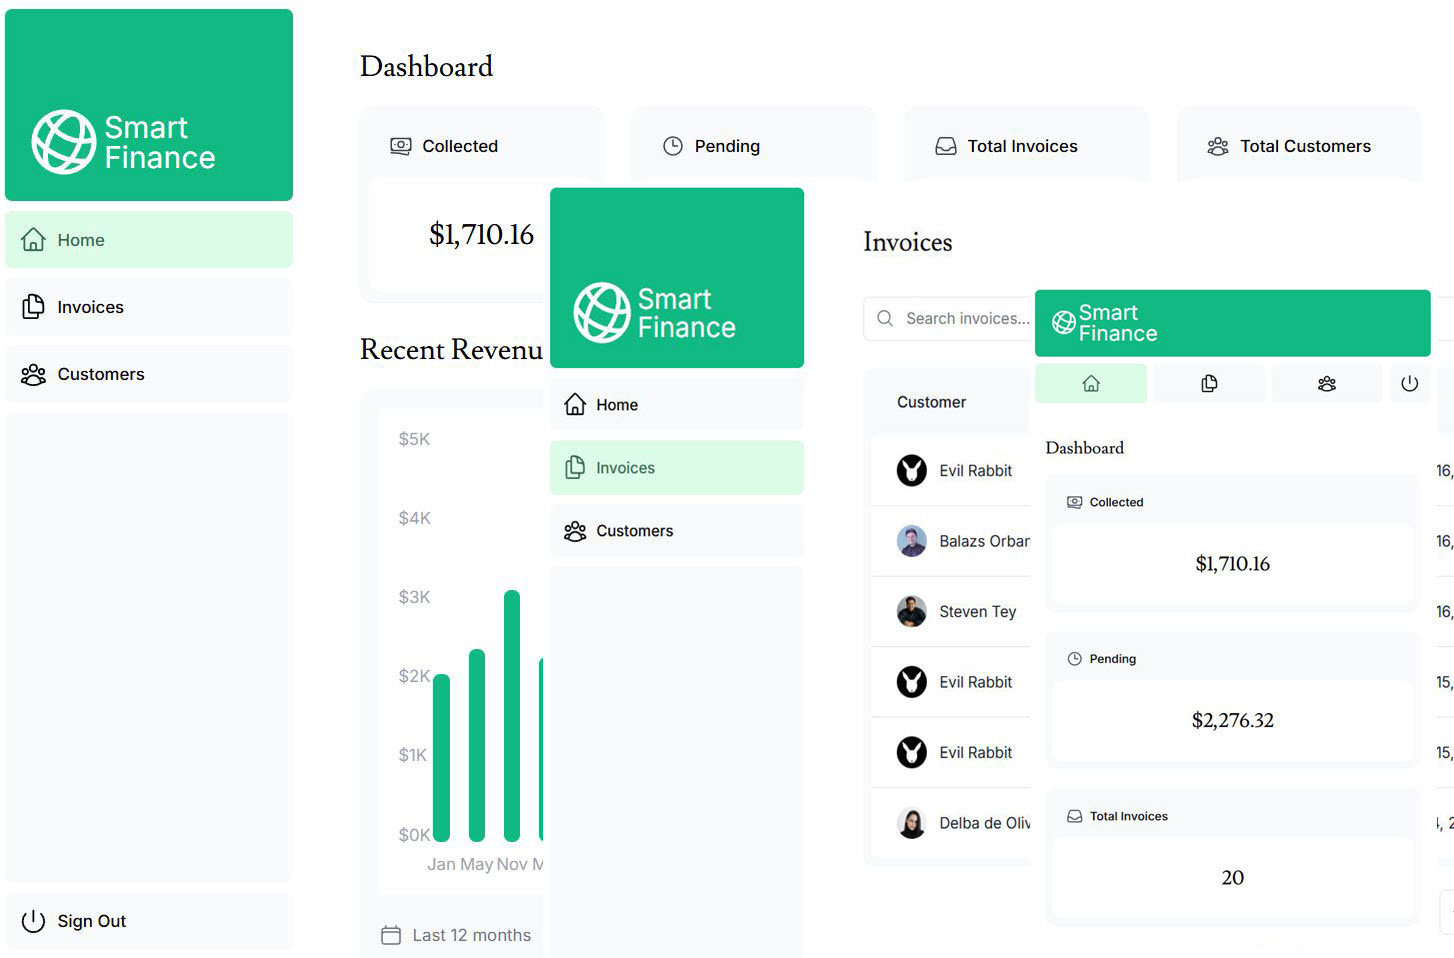 Smart
Finance
Home
Invoices
Customers
Sign Out
Dashboard
Collected
Pending
Total Invoices
Total Customers
$1,710.16
Recent Revenu
$5K
$4K
$3K
$2K
$1K
$0K
Jan May Nov M
Last 12 months
Smart
Finance
Home
Invoices
Customers
Invoices
Search invoices...
Customer
Evil Rabbit
Balazs Orban
Steven Tey
Evil Rabbit
Evil Rabbit
Delba de Oliv
Smart
Finance
Dashboard
Collected
$1,710.16
Pending
$2,276.32
Total Invoices
20
16,
16,
16,
15,
15,